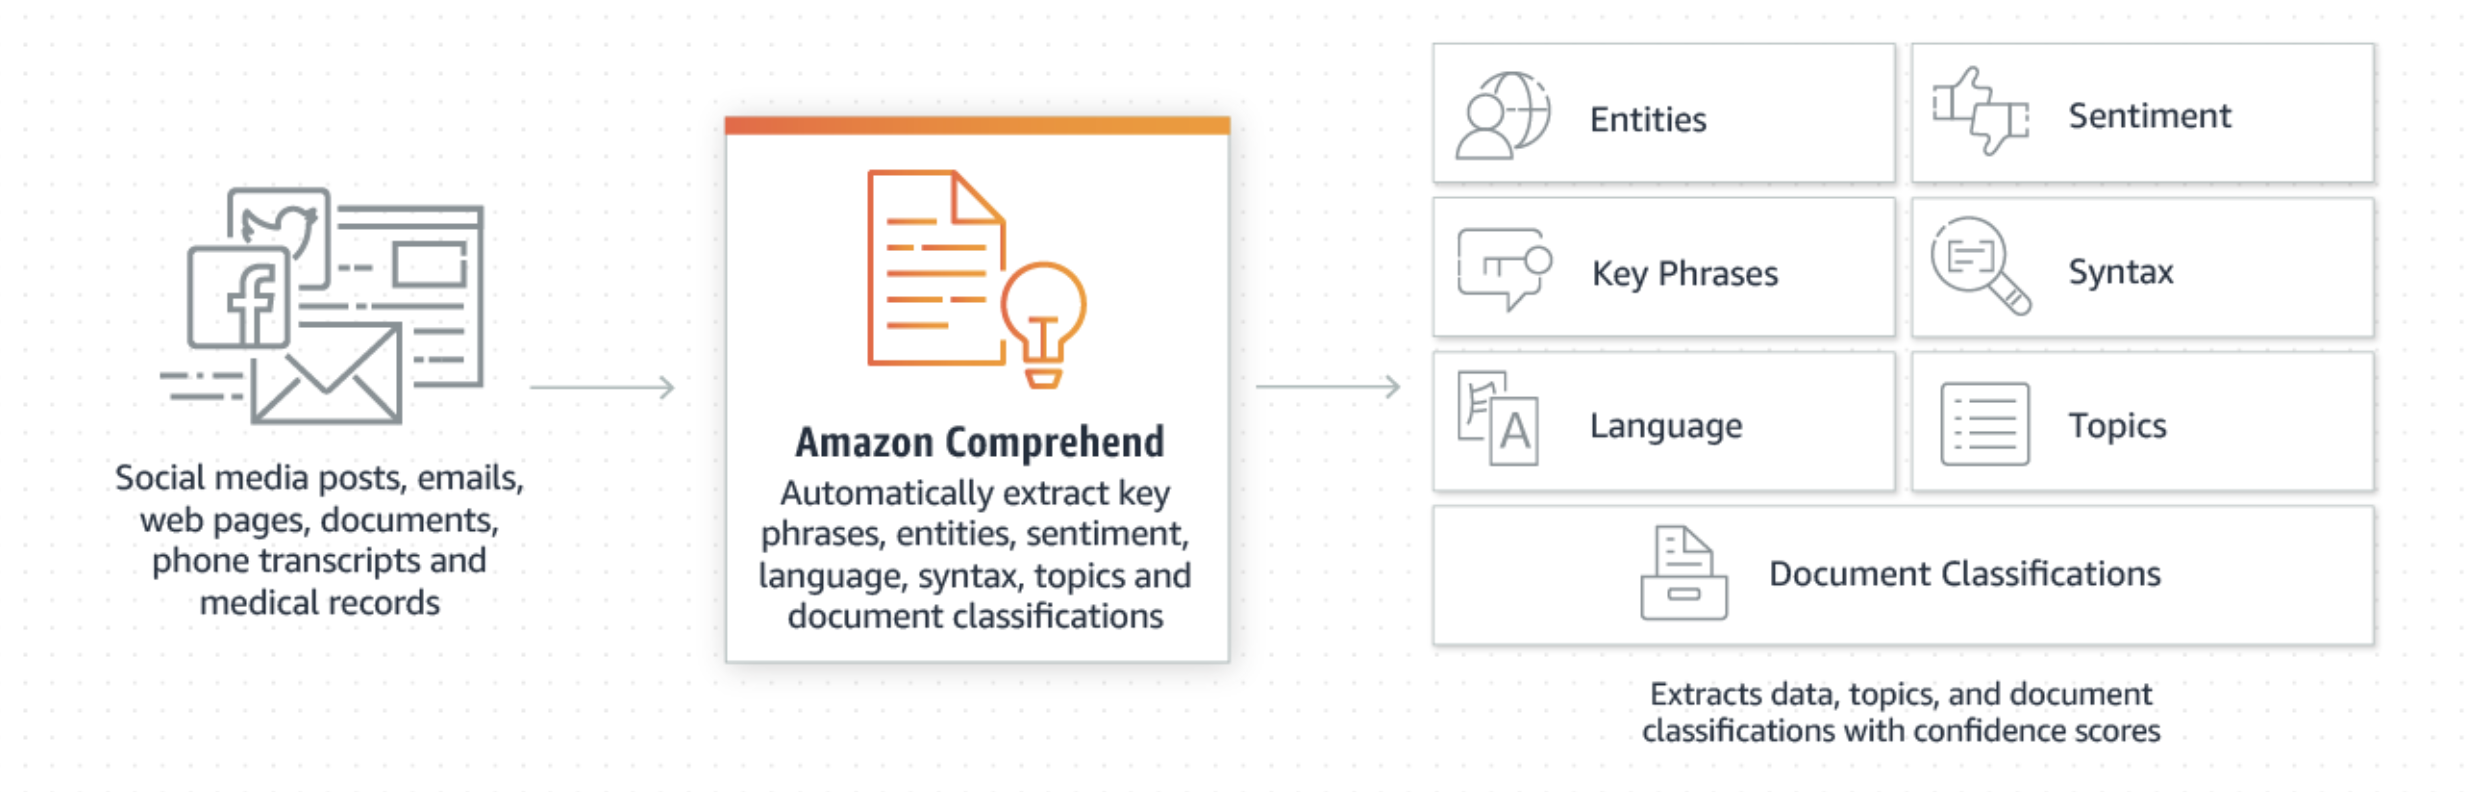 Social media posts, emails,
web pages, documents,
phone transcripts and
medical records
Amazon Comprehend
Automatically extract key
phrases, entities, sentiment,
language, syntax, topics and
document classifications
Entities
Sentiment
Key Phrases
Syntax
A
Language
Topics
Document Classifications
Extracts data, topics, and document
classifications with confidence scores